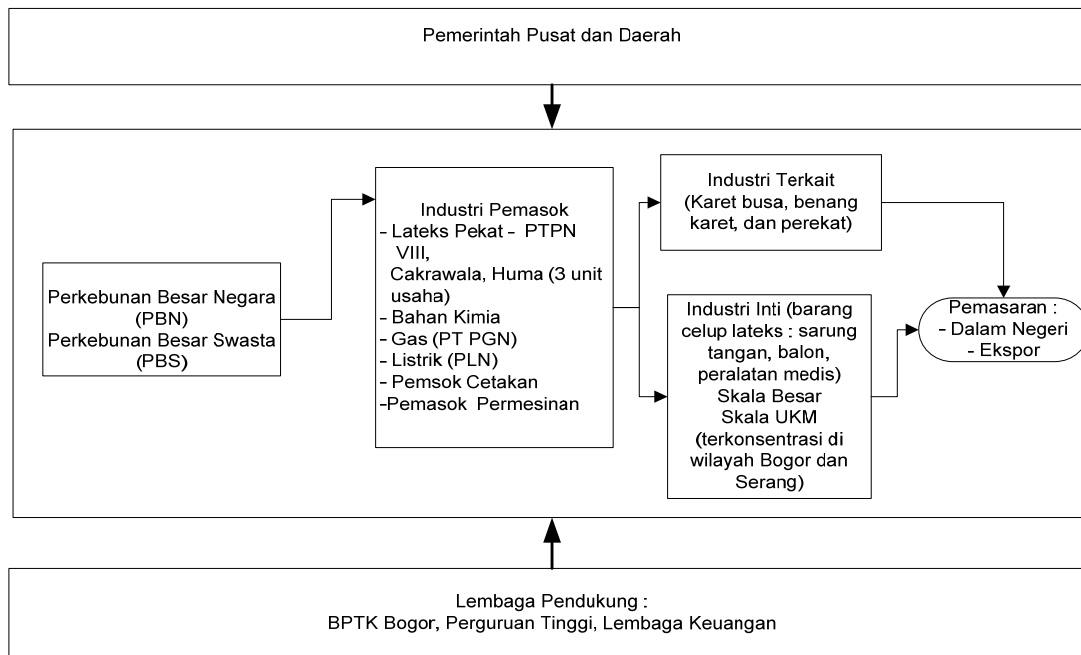 Pemerintah Pusat dan Daerah
Perkebunan Besar Negara
(PBN)
Perkebunan Besar Swasta
(PBS)
Industri Pemasok
- Lateks Pekat - PTPN
VIII,
Cakrawala, Huma (3 unit
usaha)
- Bahan Kimia
- Gas (PT PGN)
- Listrik (PLN)
- Pemsok Cetakan
-Pemasok Permesinan
Industri Terkait
(Karet busa, benang
karet, dan perekat)
Industri Inti (barang
celup lateks : sarung
tangan, balon,
peralatan medis)
Skala Besar
Skala UKM
(terkonsentrasi di
wilayah Bogor dan
Serang)
Pemasaran :
- Dalam Negeri
- Ekspor
Lembaga Pendukung :
BPTK Bogor, Perguruan Tinggi, Lembaga Keuangan